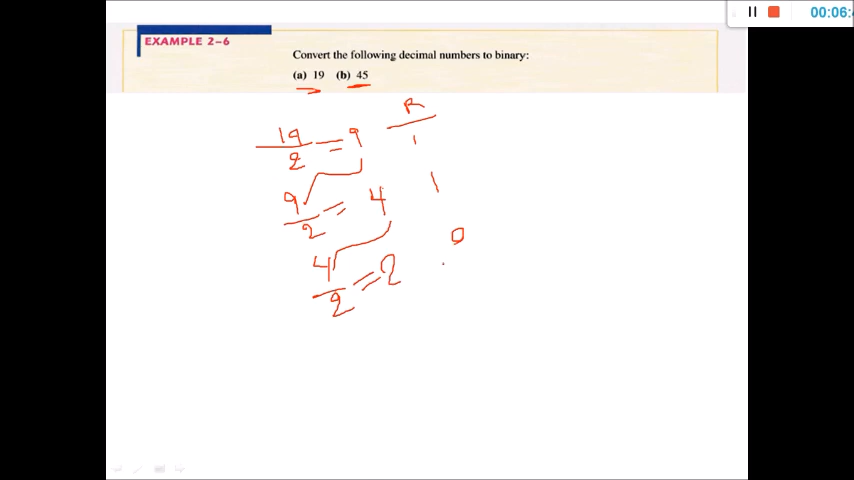 00:06:
EXAMPLE 2–6
Convert the following decimal numbers to binary:
(a) 19 (b) 45
R
19/2 = 9 1
9/2 = 4 1
4/2 = 2 0